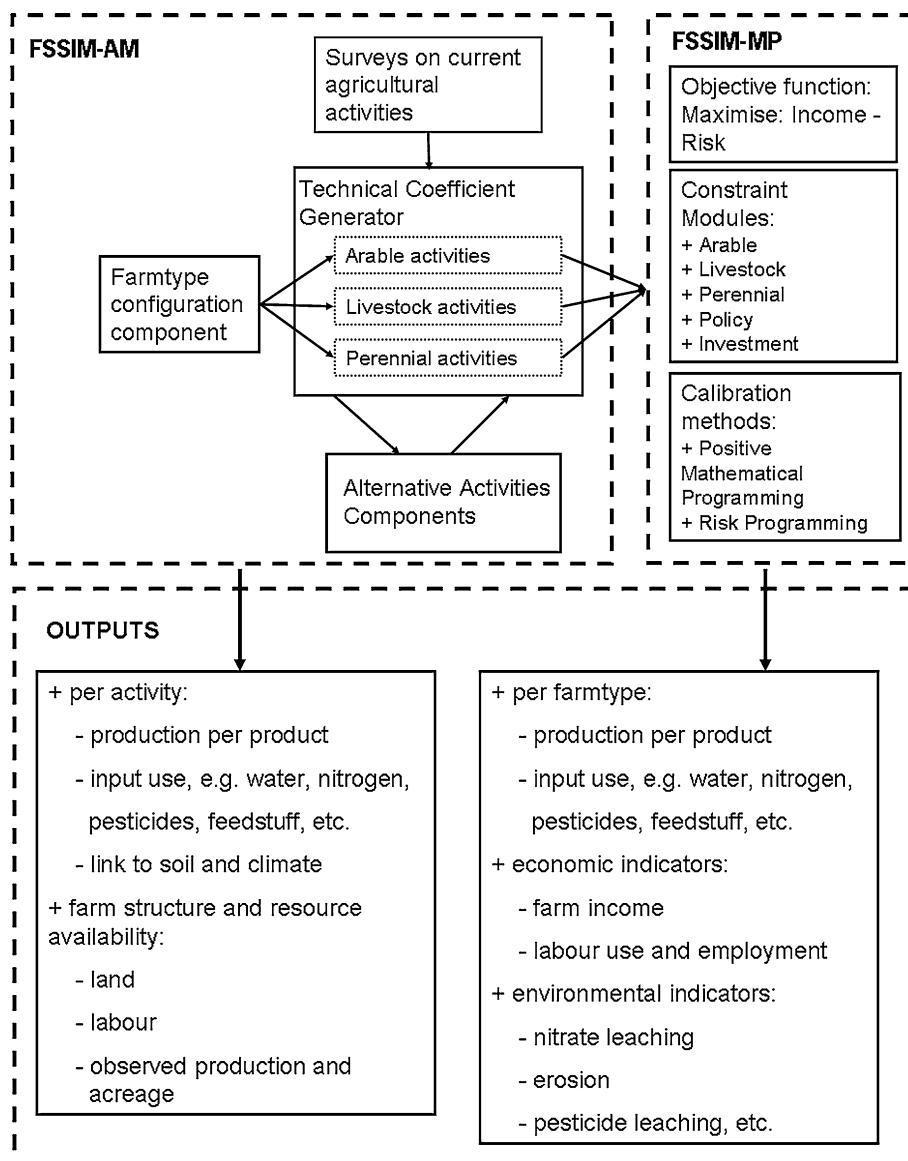 FSSIM-AM
Surveys on current
agricultural
activities
Technical Coefficient
Generator
Arable activities
Livestock activities
Perennial activities
Farmtype
configuration
component
Alternative Activities
Components
FSSIM-MP
Objective function:
Maximise: Income -
Risk
Constraint
Modules:
+ Arable
+ Livestock
+ Perennial
+ Policy
+ Investment
Calibration
methods:
+ Positive
Mathematical
Programming
+ Risk Programming
OUTPUTS
+ per activity:
- production per product
- input use, e.g. water, nitrogen,
pesticides, feedstuff, etc.
- link to soil and climate
+ farm structure and resource
availability:
- land
- labour
- observed production and
acreage
+ per farmtype:
- production per product
- input use, e.g. water, nitrogen,
pesticides, feedstuff, etc.
+ economic indicators:
- farm income
- labour use and employment
+ environmental indicators:
- nitrate leaching
- erosion
- pesticide leaching, etc.